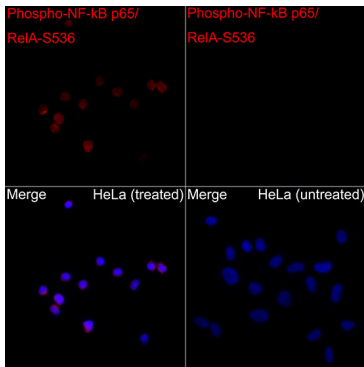 Phospho-NF-kB p65/
RelA-S536
Phospho-NF-kB p65/
RelA-S536
Merge HeLa (treated)
Merge HeLa (untreated)